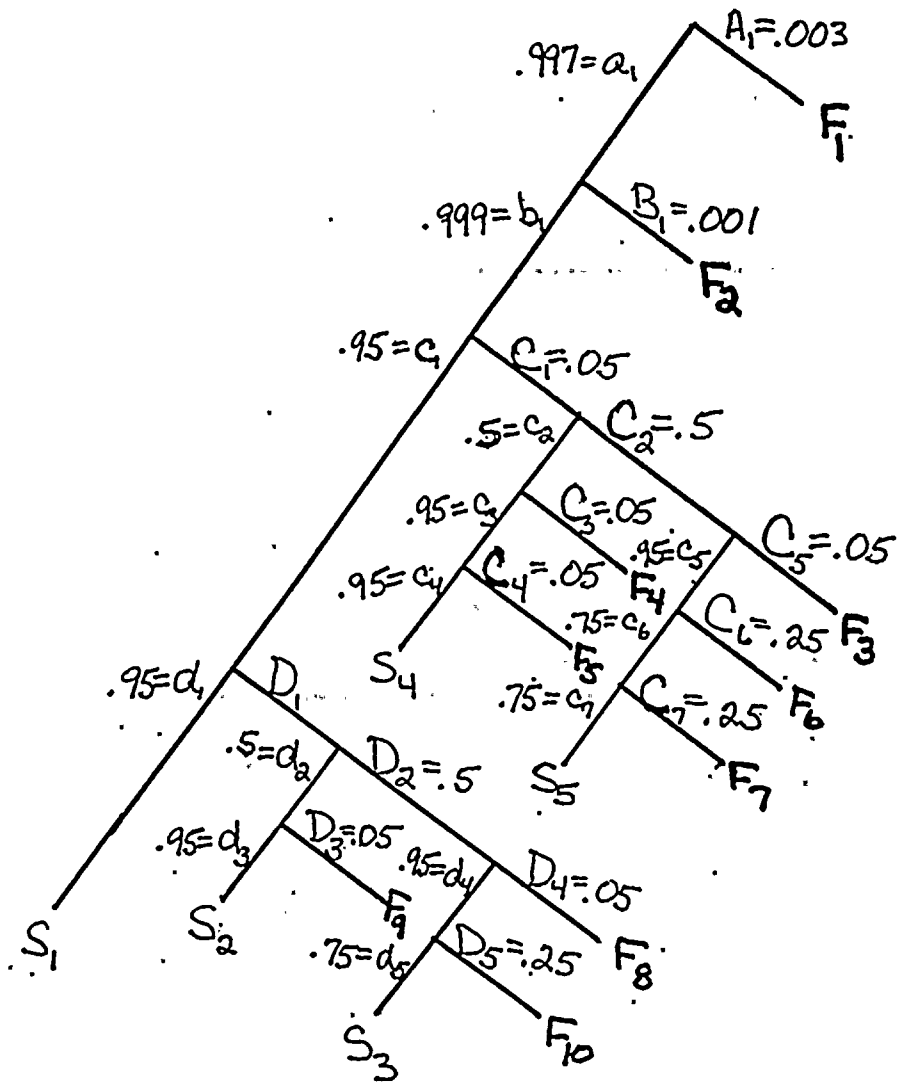 .997=a₁ A₁=.003
F₁
.999=b₁ B₁=.001
F₂
.95=c₁ C₁=.05
.5=c₂ C₂=.5
.95=c₃ C₃=.05 .95=c₅ C₅=.05
.95=c₄ C₄=.05 F₄ .75=c₆ C₆=.25 F₃
S₄ F₅
.95=d₁ D₁ .75=c₇ C₇=.25 F₆
.5=d₂ D₂=.5 S₅ F₇
.95=d₃ D₃=.05 .95=d₄ D₄=.05
S₁ S₂ F₉ .75=d₅ D₅=.25 F₈
S₃ F₁₀